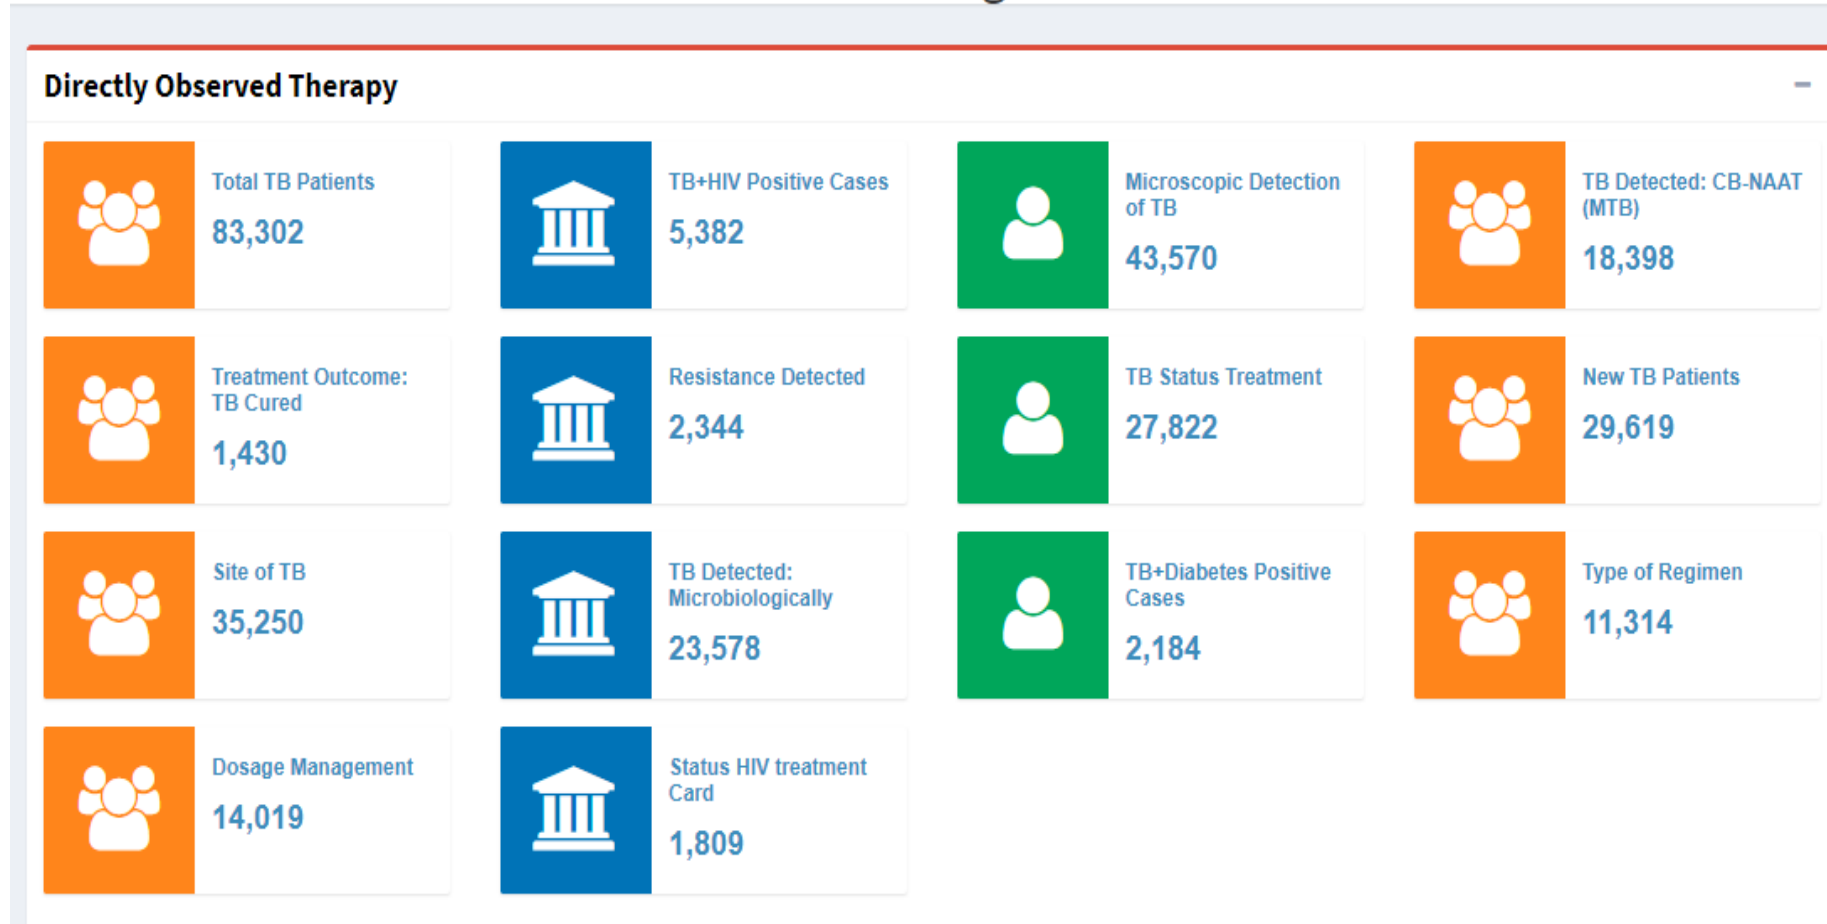 Directly Observed Therapy
Total TB Patients
83,302
TB+HIV Positive Cases
5,382
Microscopic Detection
of TB
43,570
TB Detected: CB-NAAT
(MTB)
18,398
Treatment Outcome:
TB Cured
1,430
Resistance Detected
2,344
TB Status Treatment
27,822
New TB Patients
29,619
Site of TB
35,250
TB Detected:
Microbiologically
23,578
TB+Diabetes Positive
Cases
2,184
Type of Regimen
11,314
Dosage Management
14,019
Status HIV treatment
Card
1,809